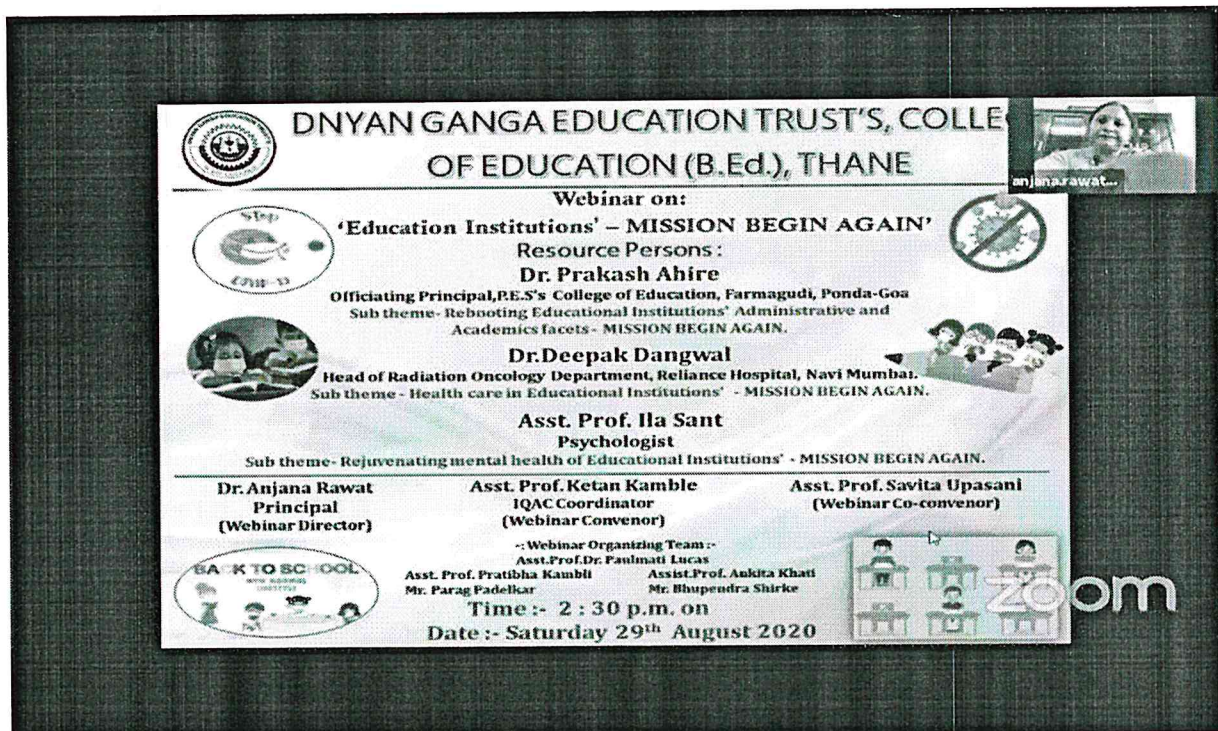 DNYAN GANGA EDUCATION TRUST'S, COLLE
OF EDUCATION (B.Ed.), THANE
anjana.rawat...
Webinar on:
'Education Institutions' – MISSION BEGIN AGAIN'
Resource Persons :
Dr. Prakash Ahire
Officiating Principal,P.E.S's College of Education, Farmagudi, Ponda-Goa
Sub theme- Rebooting Educational Institutions' Administrative and
Academics facets- MISSION BEGIN AGAIN.
Dr.Deepak Dangwal
Head of Radiation Oncology Department, Reliance Hospital, Navi Mumbai.
Sub theme - Health care in Educational Institutions' - MISSION BEGIN AGAIN.
Asst. Prof. Ila Sant
Psychologist
Sub theme- Rejuvenating mental health of Educational Institutions' - MISSION BEGIN AGAIN.
Dr. Anjana Rawat
Principal
(Webinar Director)
Asst. Prof. Ketan Kamble
IQAC Coordinator
(Webinar Convenor)
Asst. Prof. Savita Upasani
(Webinar Co-convenor)
-: Webinar Organizing Team :-
Asst.Prof.Dr. Paulmati Lucas
Asst. Prof. Pratibha Kambli Assist.Prof. Ankita Khati
Mr. Parag Padelkar Mr. Bhupendra Shirke
Time :- 2 : 30 p.m. on
Date :- Saturday 29th August 2020
Stop
BACK TO SCHOOL
zoom